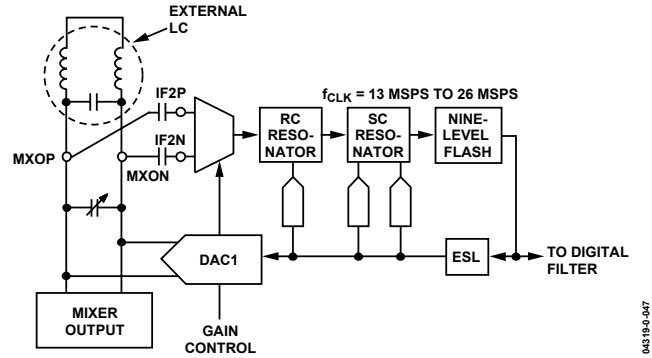 EXTERNAL
LC
IF2P
IF2N
MXOP
MXON
fCLK = 13 MSPS TO 26 MSPS
RC
RESO-
NATOR
SC
RESO-
NATOR
NINE-
LEVEL
FLASH
DAC1
ESL
TO DIGITAL
FILTER
MIXER
OUTPUT
GAIN
CONTROL
04319-0-047